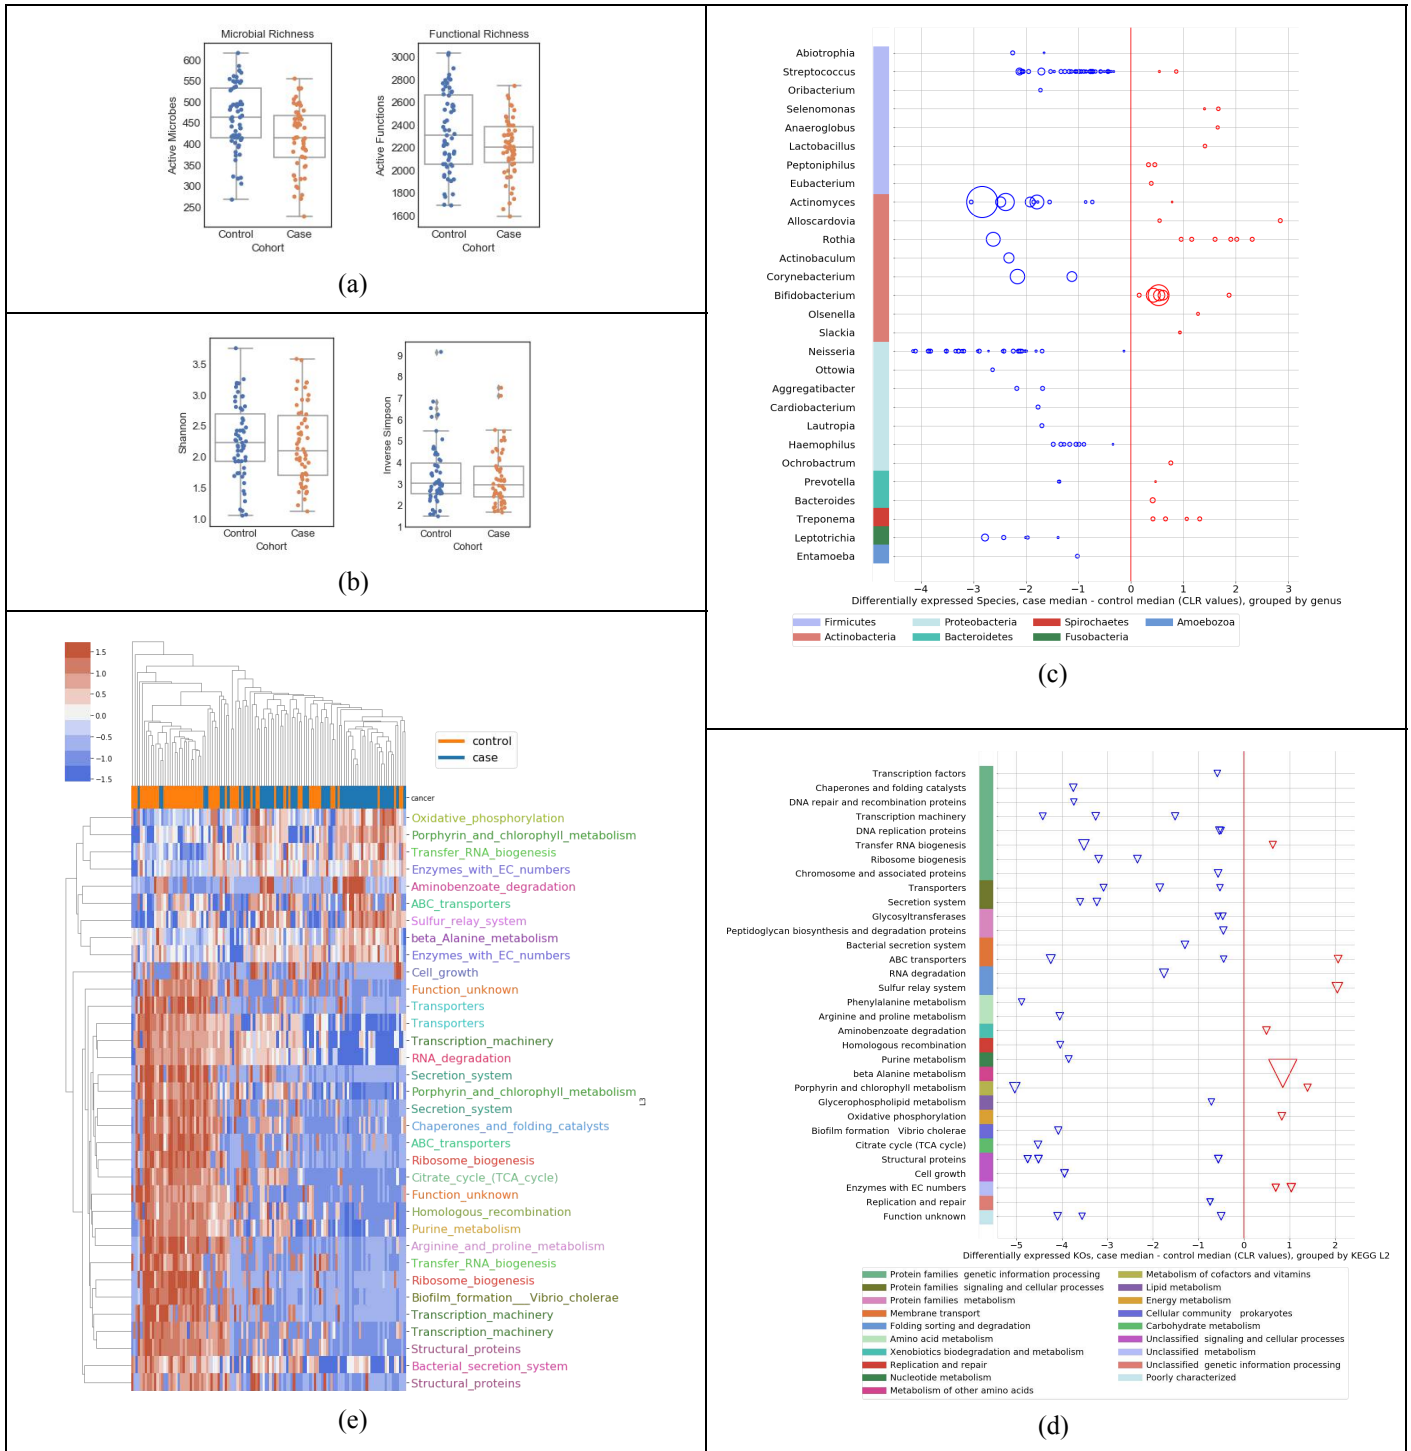 Microbial Richness
Functional Richness
Active Microbes
600
550
500
450
400
350
300
250
Control
Case
Cohort
Active Functions
3000
2800
2600
2400
2200
2000
1800
1600
Control
Case
Cohort
(a)
Shannon
3.5
3.0
2.5
2.0
1.5
1.0
Control
Case
Cohort
Inverse Simpson
9
8
7
6
5
4
3
2
1
Control
Case
Cohort
(b)
Abiotrophia
Streptococcus
Oribacterium
Selenomonas
Anaeroglobus
Lactobacillus
Peptoniphilus
Eubacterium
Actinomyces
Alloscardovia
Rothia
Actinobaculum
Corynebacterium
Bifidobacterium
Olsenella
Slackia
Neisseria
Ottowia
Aggregatibacter
Cardiobacterium
Lautropia
Haemophilus
Ochrobactrum
Prevotella
Bacteroides
Treponema
Leptotrichia
Entamoeba
−4 −3 −2 −1 0 1 2 3
Differentially expressed Species, case median - control median (CLR values), grouped by genus
Firmicutes
Actinobacteria
Proteobacteria
Bacteroidetes
Spirochaetes
Fusobacteria
Amoebozoa
(c)
1.5
1.0
0.5
0.0
−0.5
−1.0
−1.5
control
case
cancer
Oxidative_phosphorylation
Porphyrin_and_chlorophyll_metabolism
Transfer_RNA_biogenesis
Enzymes_with_EC_numbers
Aminobenzoate_degradation
ABC_transporters
Sulfur_relay_system
beta_Alanine_metabolism
Enzymes_with_EC_numbers
Cell_growth
Function_unknown
Transporters
Transporters
Transcription_machinery
RNA_degradation
Secretion_system
Porphyrin_and_chlorophyll_metabolism
Secretion_system
Chaperones_and_folding_catalysts
ABC_transporters
Ribosome_biogenesis
Citrate_cycle_(TCA_cycle)
Function_unknown
Homologous_recombination
Purine_metabolism
Arginine_and_proline_metabolism
Transfer_RNA_biogenesis
Ribosome_biogenesis
Biofilm_formation___Vibrio_cholerae
Transcription_machinery
Transcription_machinery
Structural_proteins
Bacterial_secretion_system
Structural_proteins
L3
(e)
Transcription factors
Chaperones and folding catalysts
DNA repair and recombination proteins
Transcription machinery
DNA replication proteins
Transfer RNA biogenesis
Ribosome biogenesis
Chromosome and associated proteins
Transporters
Secretion system
Glycosyltransferases
Peptidoglycan biosynthesis and degradation proteins
Bacterial secretion system
ABC transporters
RNA degradation
Sulfur relay system
Phenylalanine metabolism
Arginine and proline metabolism
Aminobenzoate degradation
Homologous recombination
Purine metabolism
beta Alanine metabolism
Porphyrin and chlorophyll metabolism
Glycerophospholipid metabolism
Oxidative phosphorylation
Biofilm formation Vibrio cholerae
Citrate cycle (TCA cycle)
Structural proteins
Cell growth
Enzymes with EC numbers
Replication and repair
Function unknown
−5 −4 −3 −2 −1 0 1 2
Differentially expressed KOs, case median - control median (CLR values), grouped by KEGG L2
Protein families genetic information processing
Protein families signaling and cellular processes
Protein families metabolism
Membrane transport
Folding sorting and degradation
Amino acid metabolism
Xenobiotics biodegradation and metabolism
Replication and repair
Nucleotide metabolism
Metabolism of other amino acids
Metabolism of cofactors and vitamins
Lipid metabolism
Energy metabolism
Cellular community prokaryotes
Carbohydrate metabolism
Unclassified signaling and cellular processes
Unclassified metabolism
Unclassified genetic information processing
Poorly characterized
(d)